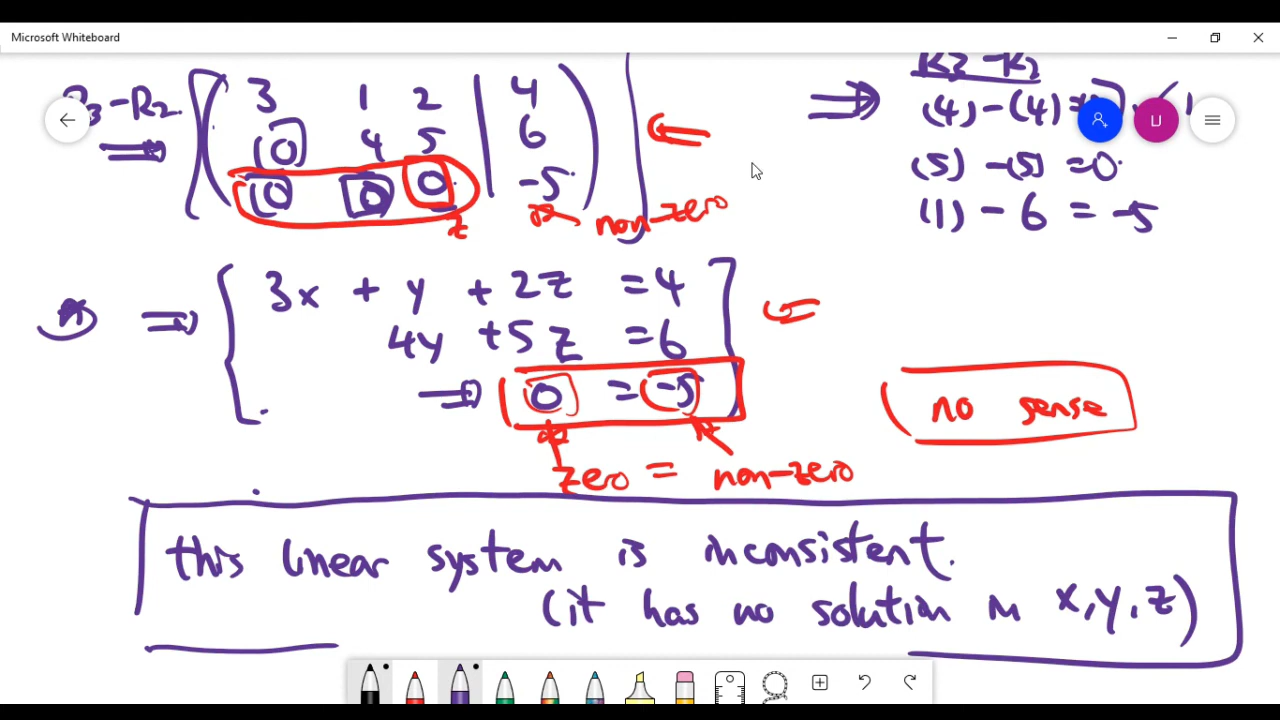 Microsoft Whiteboard
R3 - R2
R3 - R2 ( 3 1 2 | 4 )
⇒ ( 0 4 5 | 6 )
( 0 0 0 | -5 )
z non-zero
⇒ (4) - (4) =
(5) - (5) = 0
(1) - 6 = -5
⇒ 3x + y + 2z = 4
4y + 5z = 6
⇒ 0 = -5
zero = non-zero
no sense
this linear system is inconsistent.
(it has no solution in x, y, z)
U